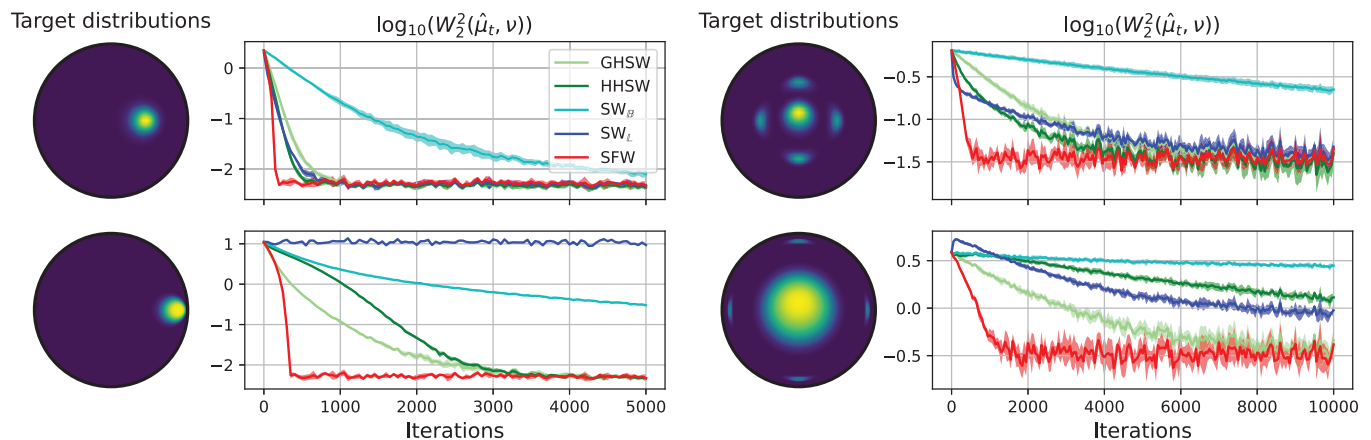 Target distributions
log₁₀(W₂²(μ̂ₜ, ν))
Target distributions
log₁₀(W₂²(μ̂ₜ, ν))
0
−1
−2
GHSW
HHSW
SW_𝔹
SW_𝕃
SFW
−0.5
−1.0
−1.5
1
0
−1
−2
0.5
0.0
−0.5
0 1000 2000 3000 4000 5000
0 2000 4000 6000 8000 10000
Iterations
Iterations